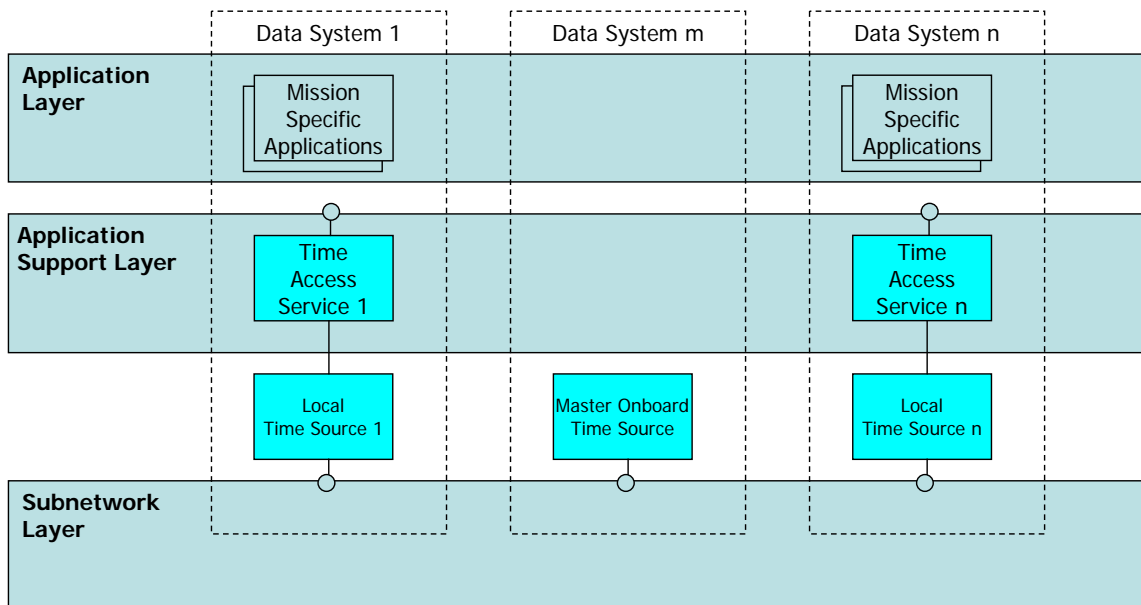 Data System 1
Data System m
Data System n
Application
Layer
Mission
Specific
Applications
Mission
Specific
Applications
Application
Support Layer
Time
Access
Service 1
Time
Access
Service n
Local
Time Source 1
Master Onboard
Time Source
Local
Time Source n
Subnetwork
Layer